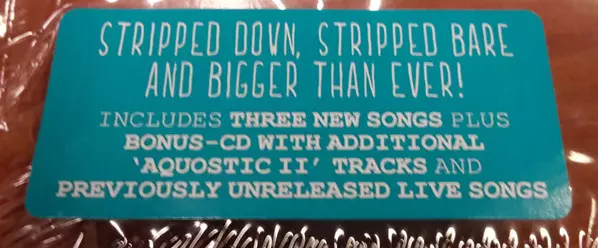 STRIPPED DOWN, STRIPPED BARE
AND BIGGER THAN EVER!
INCLUDES THREE NEW SONGS PLUS
BONUS-CD WITH ADDITIONAL
'AQUOSTIC II' TRACKS AND
PREVIOUSLY UNRELEASED LIVE SONGS